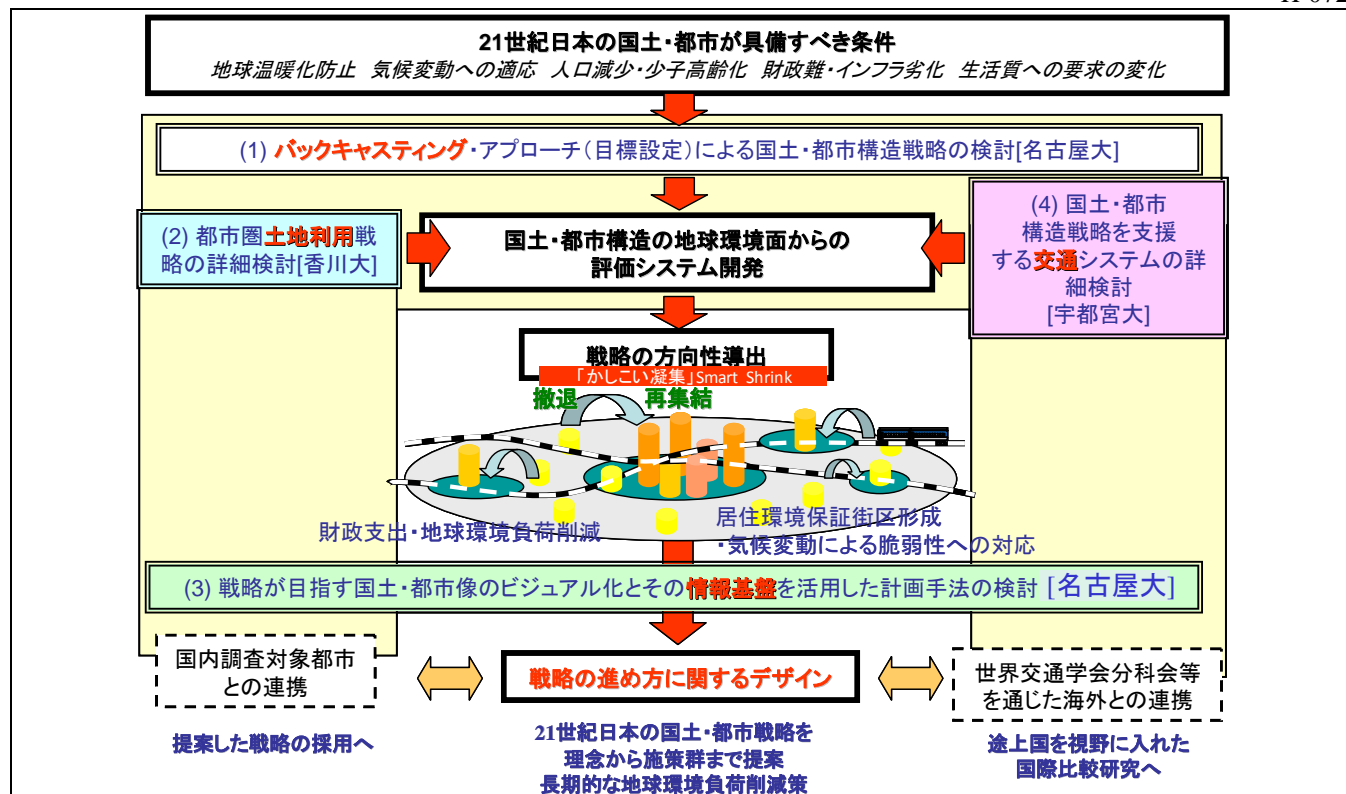 21世紀日本の国土・都市が具備すべき条件
地球温暖化防止 気候変動への適応 人口減少・少子高齢化 財政難・インフラ劣化 生活質への要求の変化
(1) バックキャスティング・アプローチ(目標設定)による国土・都市構造戦略の検討[名古屋大]
(2) 都市圏土地利用戦
略の詳細検討[香川大]
国土・都市構造の地球環境面からの
評価システム開発
(4) 国土・都市
構造戦略を支援
する交通システムの詳
細検討
[宇都宮大]
戦略の方向性導出
「かしこい凝集」Smart Shrink
撤退
再集結
財政支出・地球環境負荷削減
居住環境保証街区形成
・気候変動による脆弱性への対応
(3) 戦略が目指す国土・都市像のビジュアル化とその情報基盤を活用した計画手法の検討 [名古屋大]
国内調査対象都市
との連携
戦略の進め方に関するデザイン
世界交通学会分科会等
を通じた海外との連携
提案した戦略の採用へ
21世紀日本の国土・都市戦略を
理念から施策群まで提案
長期的な地球環境負荷削減策
途上国を視野に入れた
国際比較研究へ